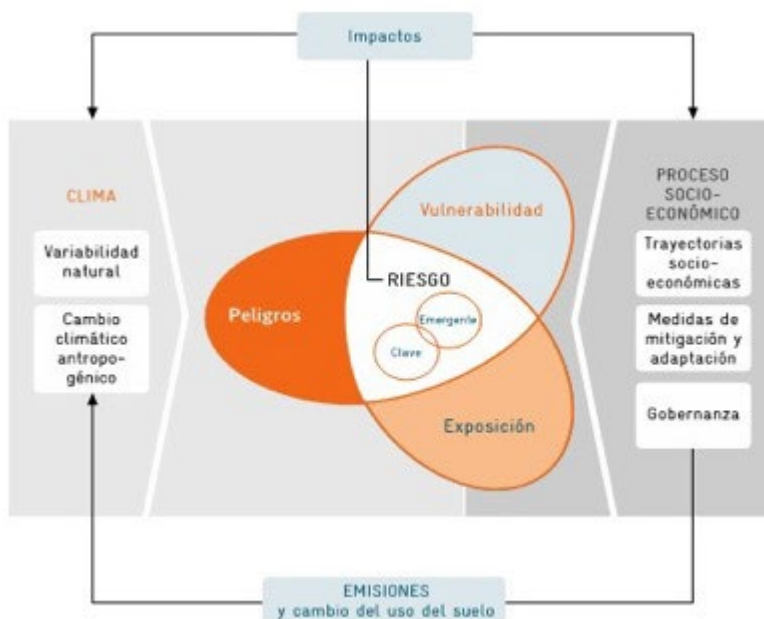 Impactos
CLIMA
Variabilidad
natural
Cambio
climático
antropo-
génico
Peligros
Vulnerabilidad
RIESGO
Emergente
Clave
Exposición
PROCESO
SOCIO-
ECONÓMICO
Trayectorias
socio-
económicas
Medidas de
mitigación y
adaptación
Gobernanza
EMISIONES
y cambio del uso del suelo